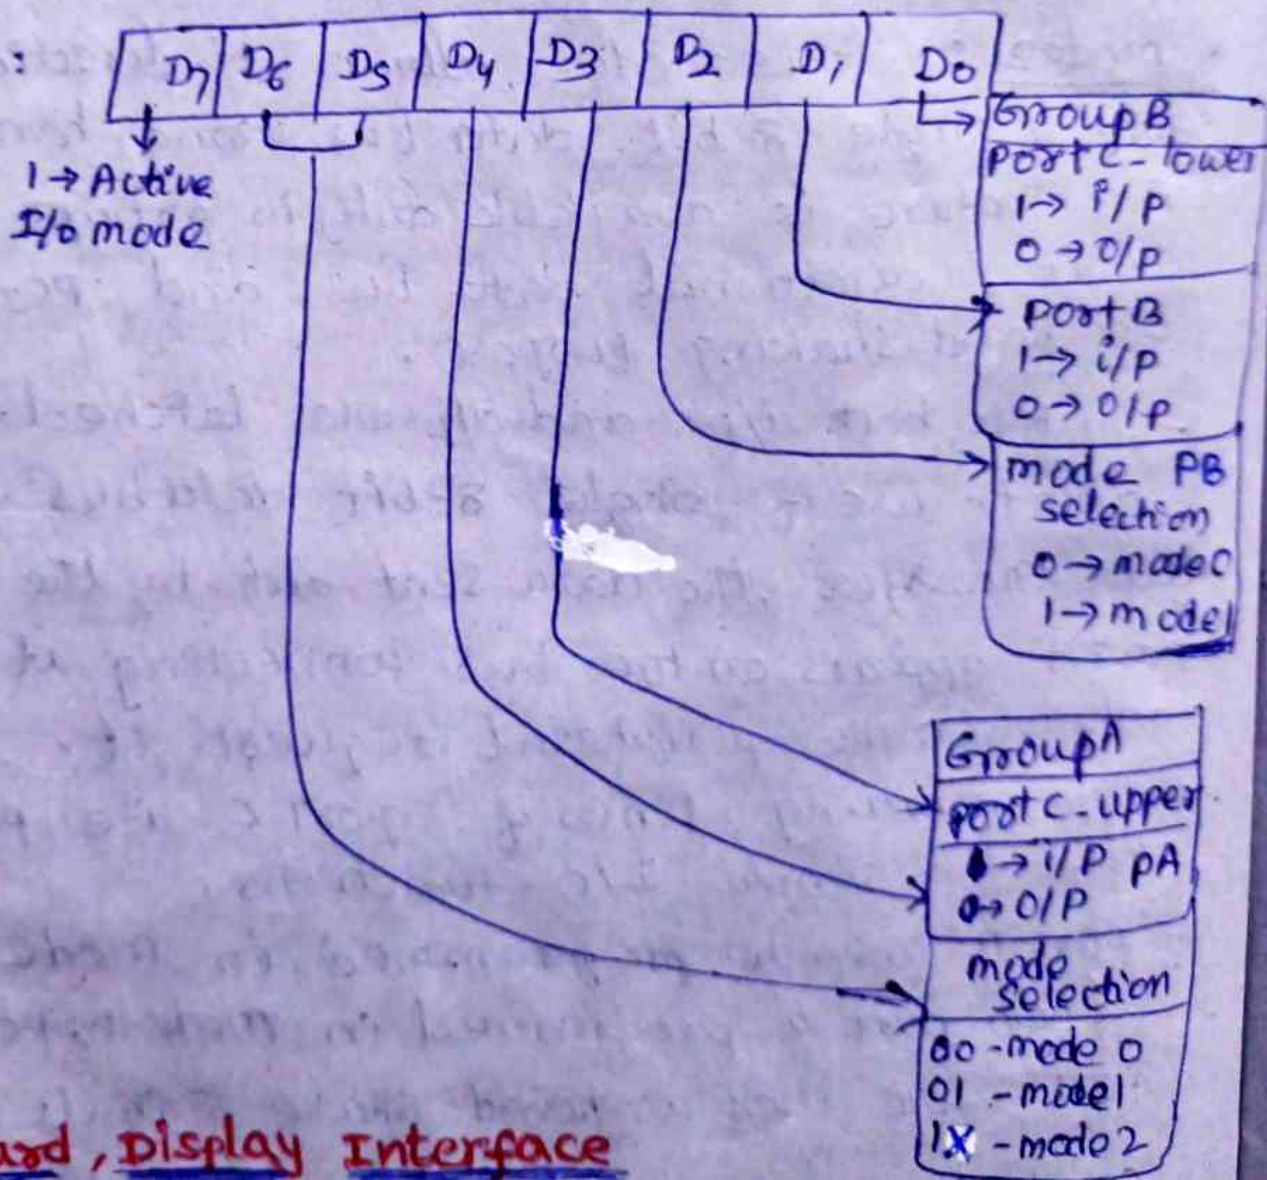 :
D7 D6 D5 D4 D3 D2 D1 D0
1 → Active
I/O mode
Group B
port C - lower
1 → i/p
0 → O/p
port B
1 → i/p
0 → O/p
mode PB
selection
0 → mode 0
1 → mode 1
Group A
port C - upper
→ i/p pA
0 → O/P
mode
selection
00 - mode 0
01 - mode 1
1X - mode 2
, Display Interface